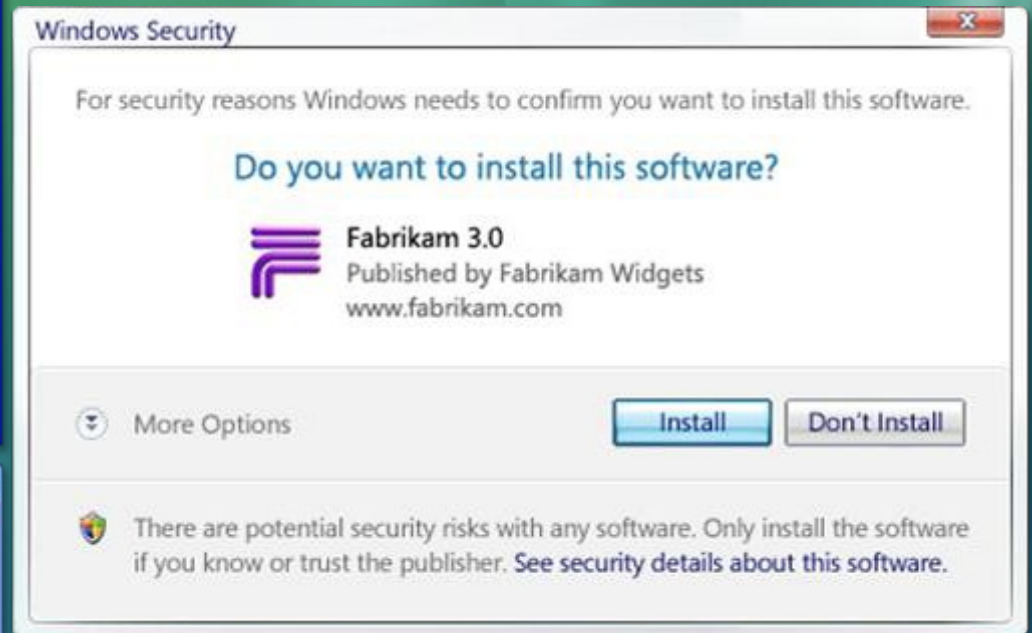 Windows Security
For security reasons Windows needs to confirm you want to install this software.
Do you want to install this software?
Fabrikam 3.0
Published by Fabrikam Widgets
www.fabrikam.com
More Options
Install
Don't Install
There are potential security risks with any software. Only install the software
if you know or trust the publisher. See security details about this software.